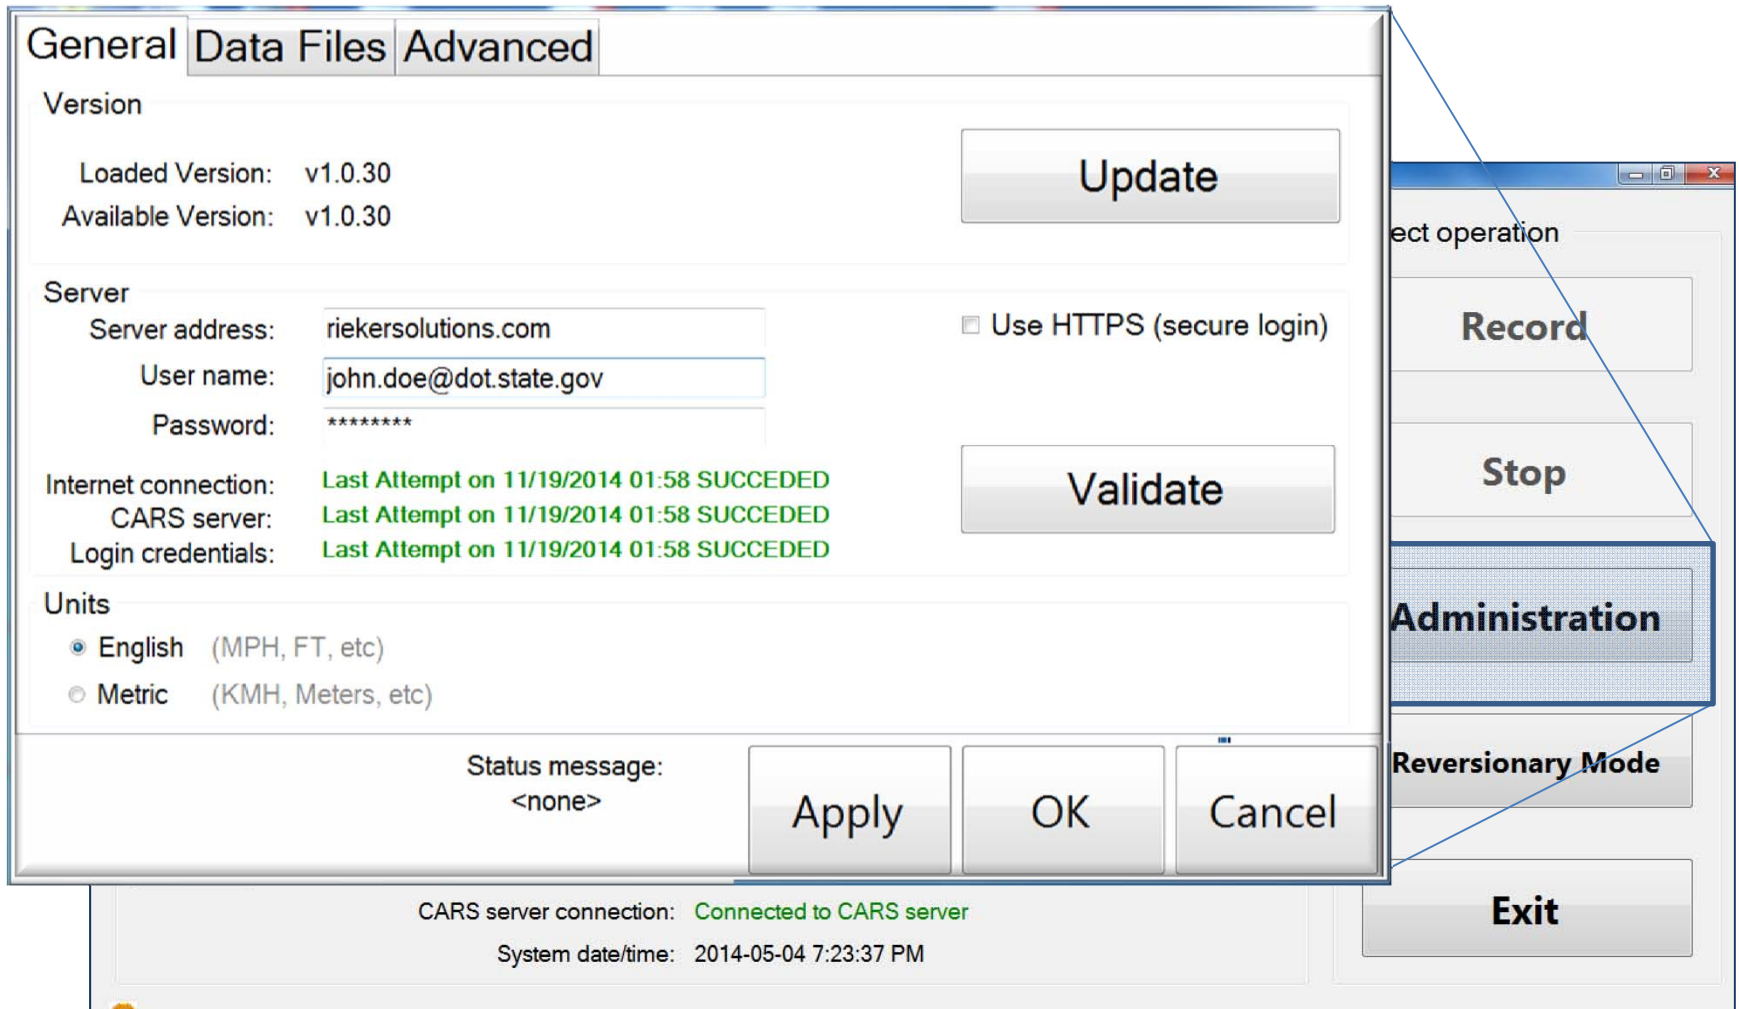 General Data Files Advanced
Version
Loaded Version: v1.0.30
Available Version: v1.0.30
Update
Server
Server address: riekersolutions.com
Use HTTPS (secure login)
User name: john.doe@dot.state.gov
Password: ********
Internet connection: Last Attempt on 11/19/2014 01:58 SUCCEDED
CARS server: Last Attempt on 11/19/2014 01:58 SUCCEDED
Login credentials: Last Attempt on 11/19/2014 01:58 SUCCEDED
Validate
Units
English (MPH, FT, etc)
Metric (KMH, Meters, etc)
Status message:
<none>
Apply OK Cancel
ect operation
Record
Stop
Administration
Reversionary Mode
Exit
CARS server connection: Connected to CARS server
System date/time: 2014-05-04 7:23:37 PM